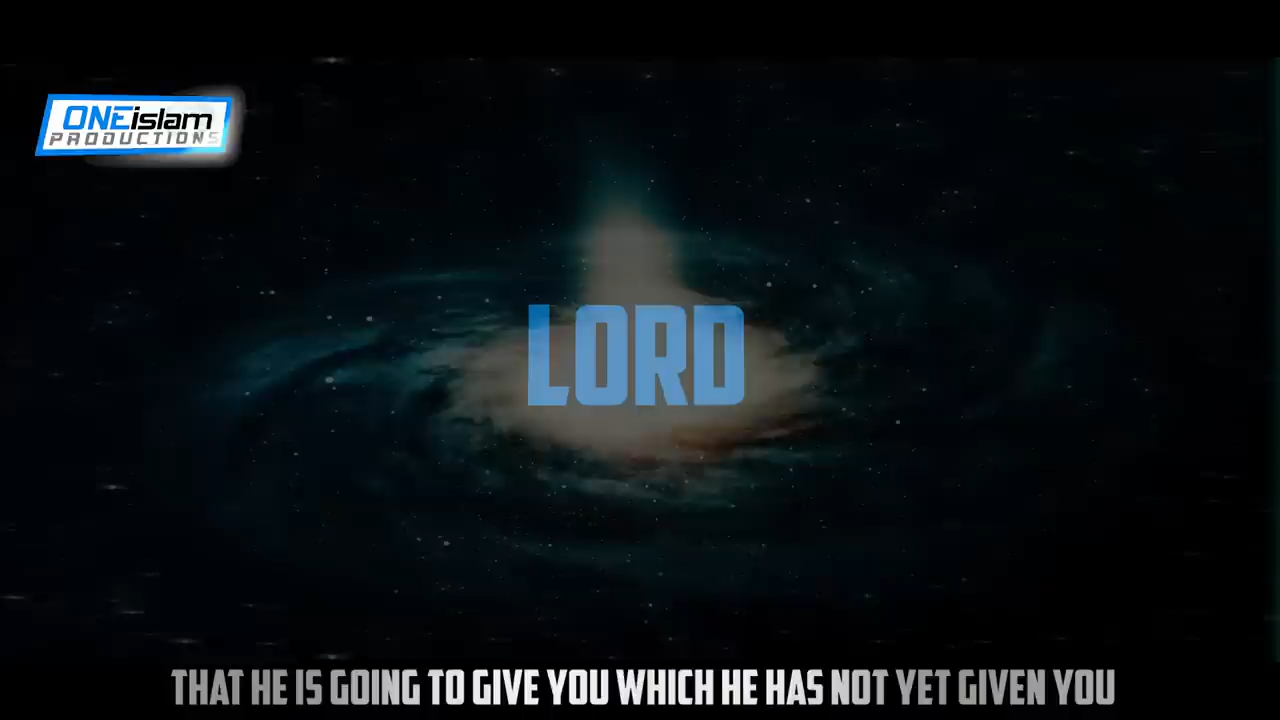 ONEislam
PRODUCTIONS
LORD
THAT HE IS GOING TO GIVE YOU WHICH HE HAS NOT YET GIVEN YOU